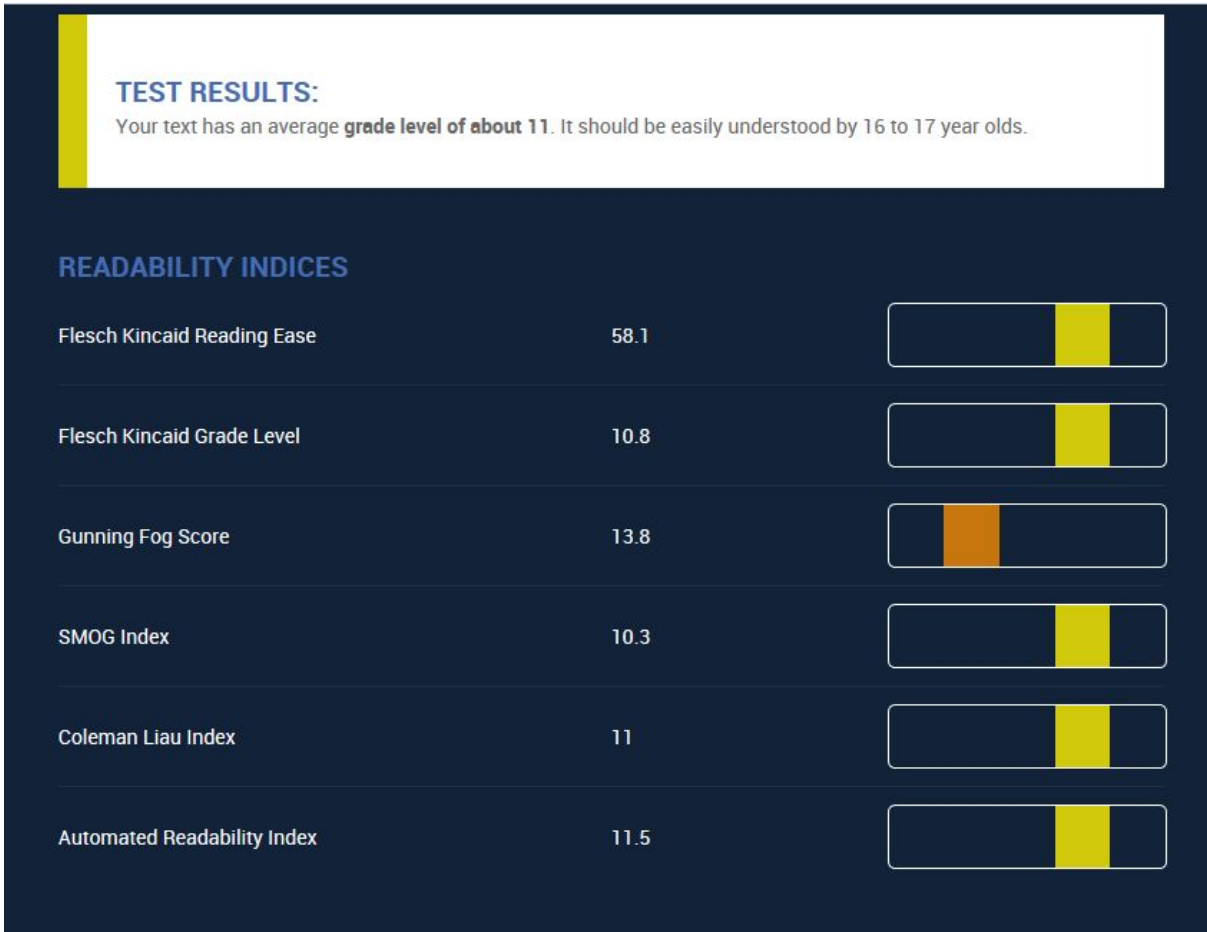 TEST RESULTS:
Your text has an average grade level of about 11. It should be easily understood by 16 to 17 year olds.
READABILITY INDICES
Flesch Kincaid Reading Ease 58.1
Flesch Kincaid Grade Level 10.8
Gunning Fog Score 13.8
SMOG Index 10.3
Coleman Liau Index 11
Automated Readability Index 11.5